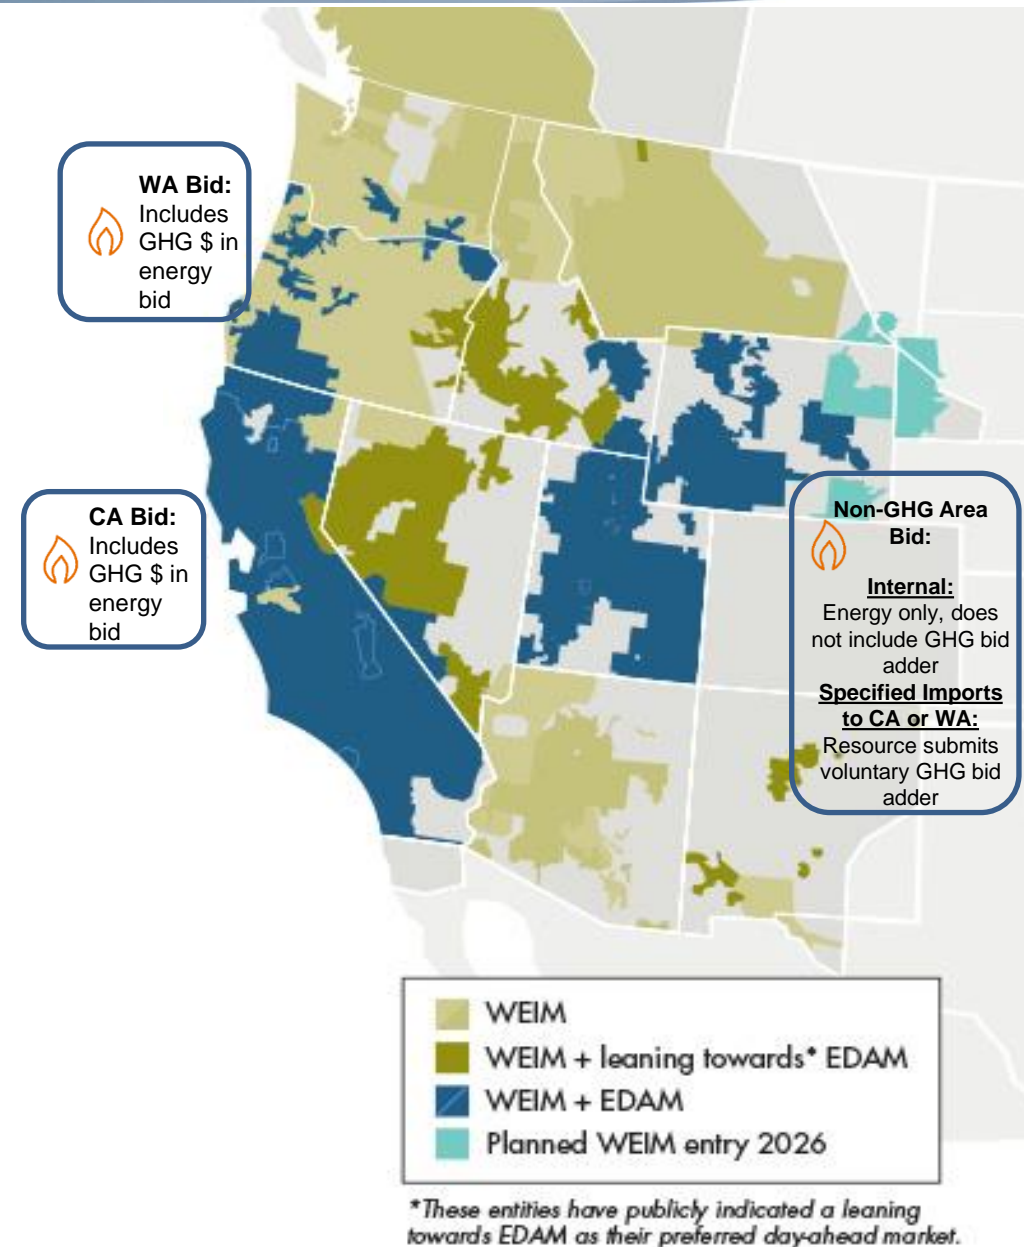 WA Bid:
Includes
GHG $ in
energy
bid
CA Bid:
Includes
GHG $ in
energy
bid
Non-GHG Area
Bid:
Internal:
Energy only, does
not include GHG bid
adder
Specified Imports
to CA or WA:
Resource submits
voluntary GHG bid
adder
WEIM
WEIM + leaning towards* EDAM
WEIM + EDAM
Planned WEIM entry 2026
*These entities have publicly indicated a leaning
towards EDAM as their preferred day-ahead market.